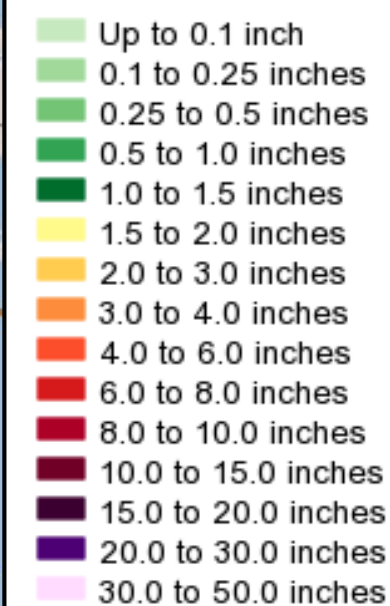 Up to 0.1 inch
0.1 to 0.25 inches
0.25 to 0.5 inches
0.5 to 1.0 inches
1.0 to 1.5 inches
1.5 to 2.0 inches
2.0 to 3.0 inches
3.0 to 4.0 inches
4.0 to 6.0 inches
6.0 to 8.0 inches
8.0 to 10.0 inches
10.0 to 15.0 inches
15.0 to 20.0 inches
20.0 to 30.0 inches
30.0 to 50.0 inches